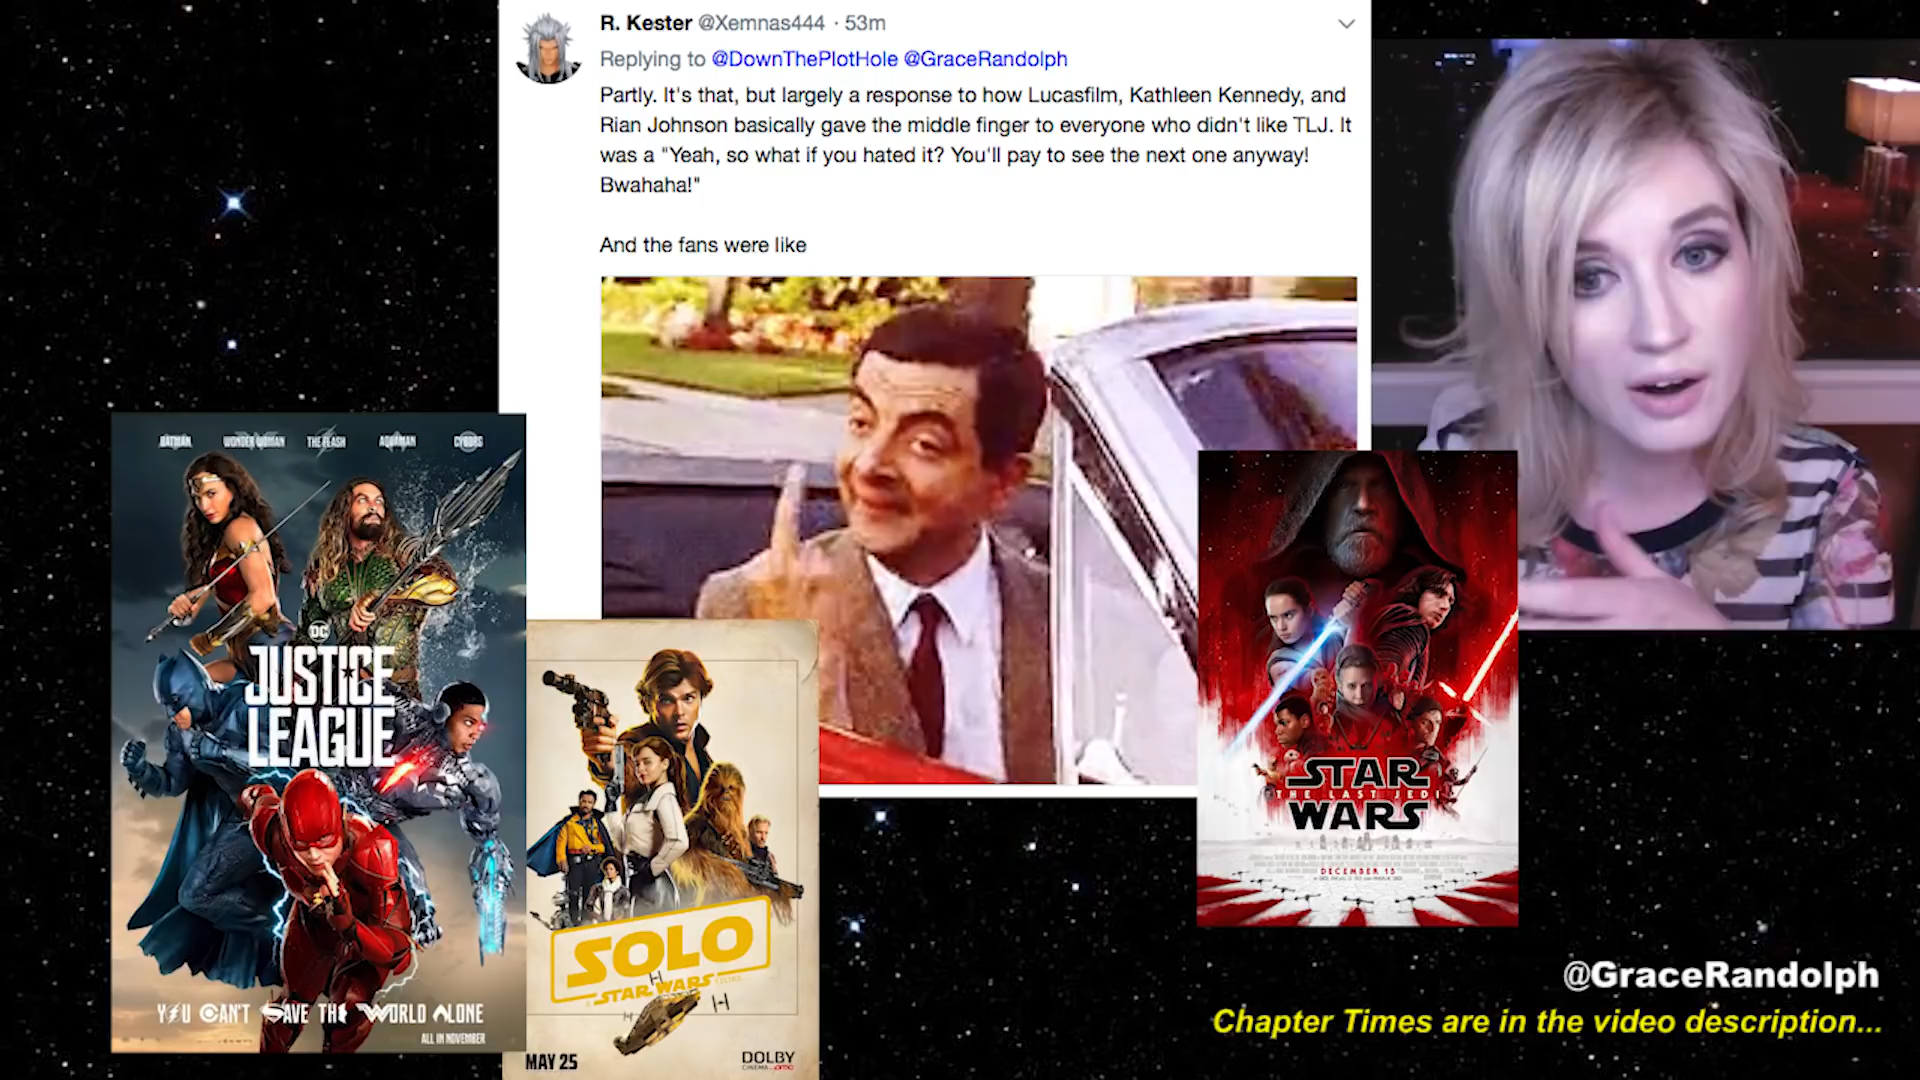 R. Kester @Xemnas444 · 53m
Replying to @DownThePlotHole @GraceRandolph
Partly. It's that, but largely a response to how Lucasfilm, Kathleen Kennedy, and
Rian Johnson basically gave the middle finger to everyone who didn't like TLJ. It
was a "Yeah, so what if you hated it? You'll pay to see the next one anyway!
Bwahaha!"
And the fans were like
BATMAN WONDER WOMAN THE FLASH AQUAMAN CYBORG
DC
JUSTICE
LEAGUE
YOU CAN'T SAVE THE WORLD ALONE
ALL IN NOVEMBER
SOLO
A STAR WARS STORY
MAY 25
DOLBY
CINEMA AMC
STAR
THE LAST JEDI
WARS
DECEMBER 15
@GraceRandolph
Chapter Times are in the video description...